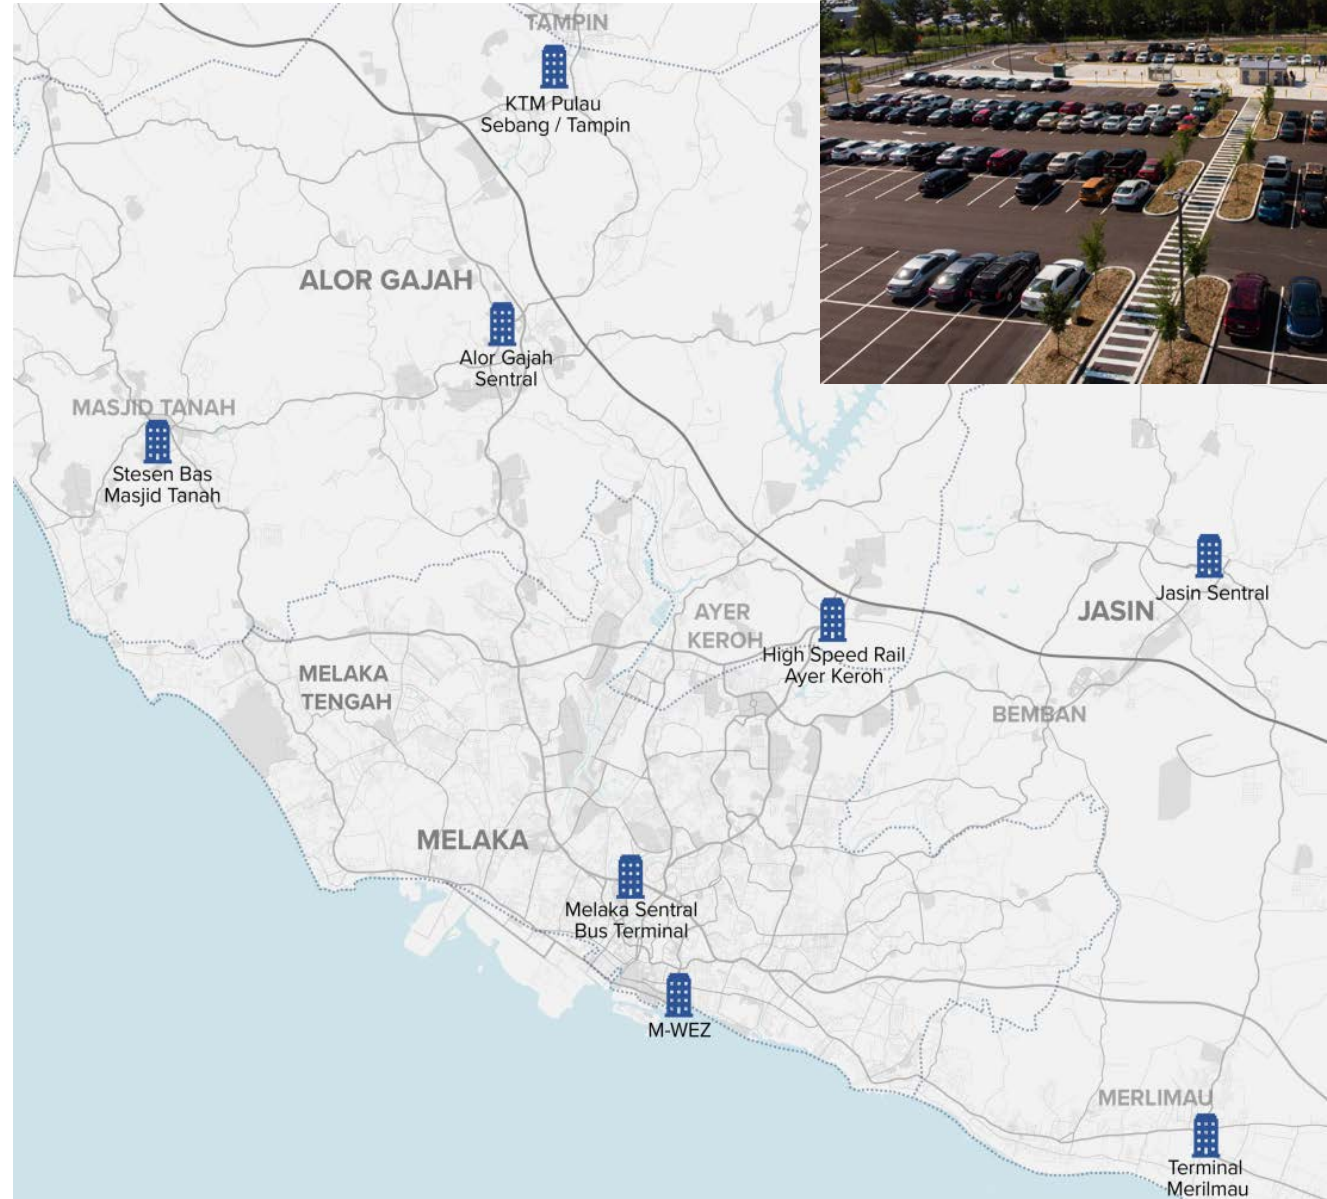 TAMPIN
KTM Pulau
Sebang / Tampin
ALOR GAJAH
Alor Gajah
Sentral
MASJID TANAH
Stesen Bas
Masjid Tanah
Jasin Sentral
JASIN
AYER
KEROH
High Speed Rail
Ayer Keroh
MELAKA
TENGAH
BEMBAN
MELAKA
Melaka Sentral
Bus Terminal
M-WEZ
MERLIMAU
Terminal
Merilmau